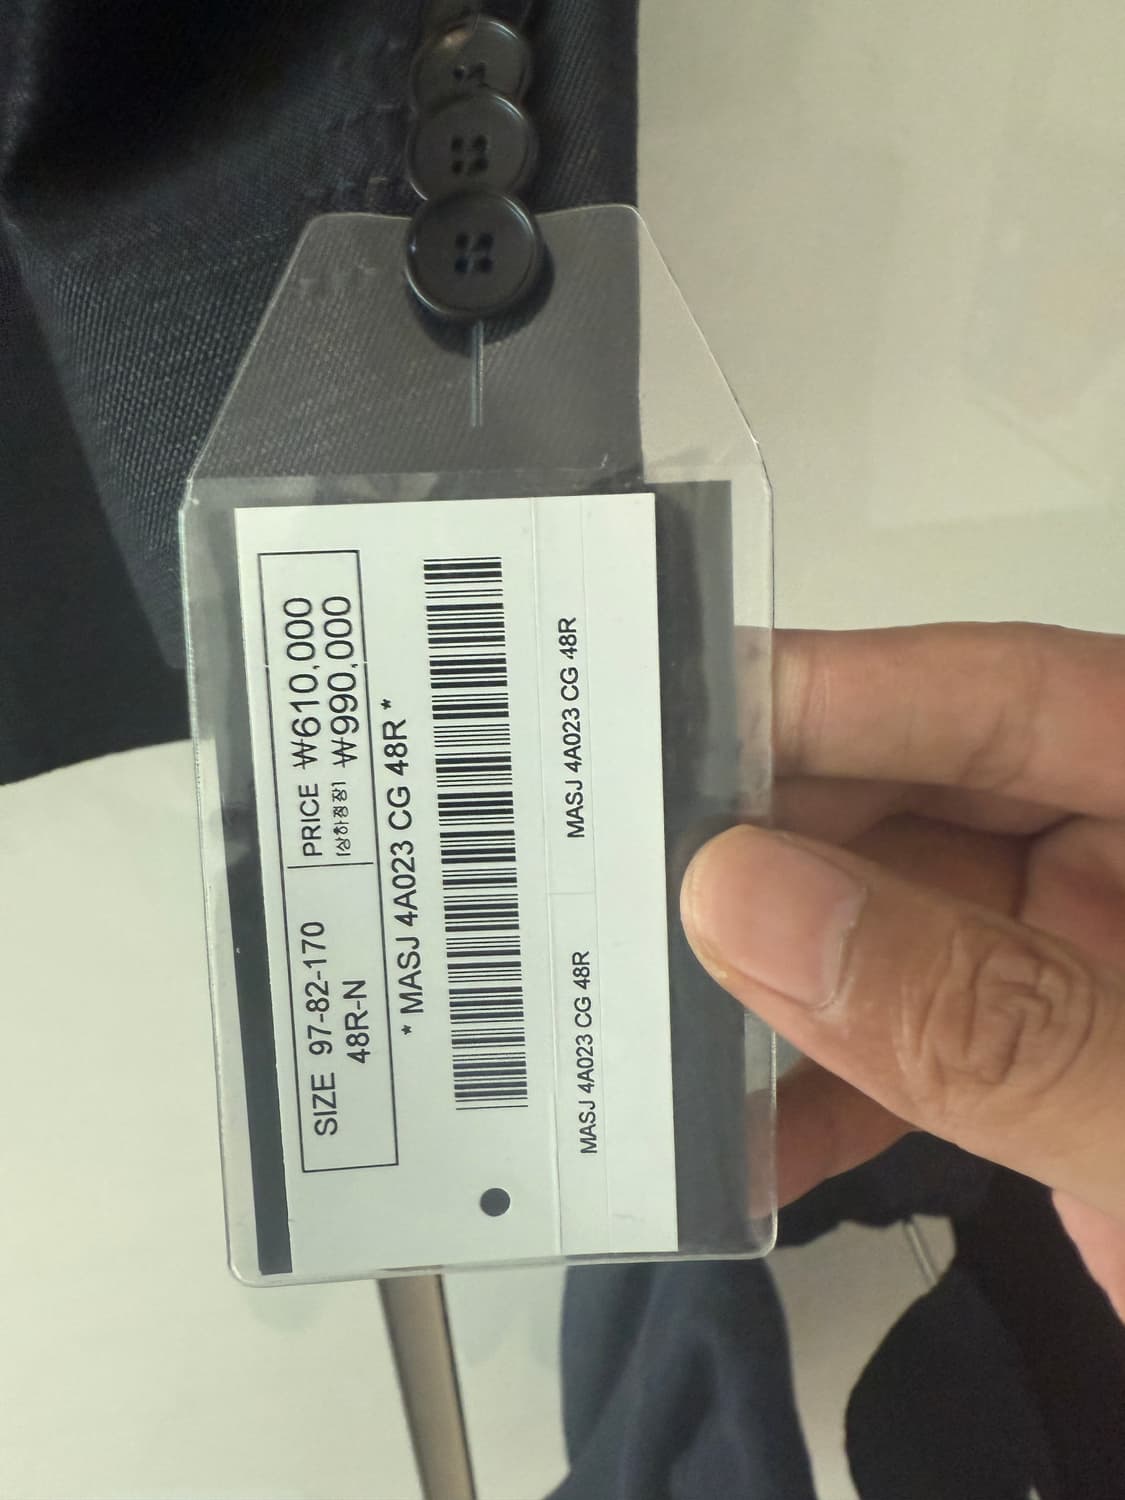 SIZE 97-82-170
48R-N
PRICE ₩610,000
[상하정장] ₩990,000
* MASJ 4A023 CG 48R *
MASJ 4A023 CG 48R
MASJ 4A023 CG 48R